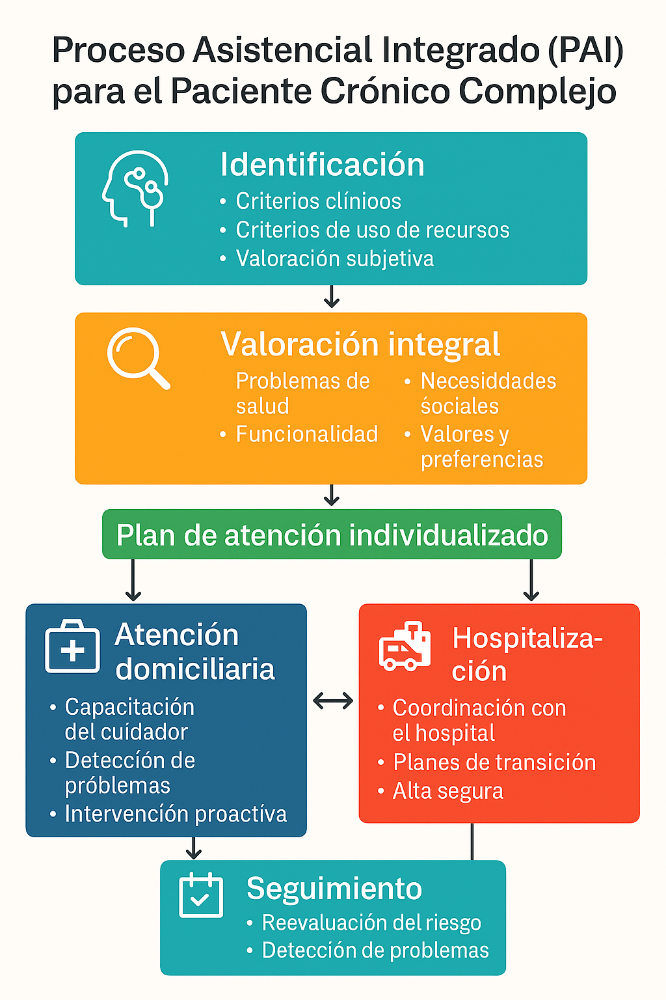 Proceso Asistencial Integrado (PAI)
para el Paciente Crónico Complejo
Identificación
• Criterios clínioos
• Criterios de uso de recursos
• Valoración subjetiva
Valoración integral
Problemas de
salud
• Funcionalidad
• Necesiddades
śociales
• Valores y
preferencias
Plan de atención individualizado
Atención
domiciliaria
• Capacitación
del cuídador
• Deteccíón de
próblemas
• Intervencíón proactíva
Hospitaliza-
ción
• Coordinación con
el hospital
• Planes de transición
• Alta segura
Seguimiento
• Reevaluación del riesgo
• Detección de problemas